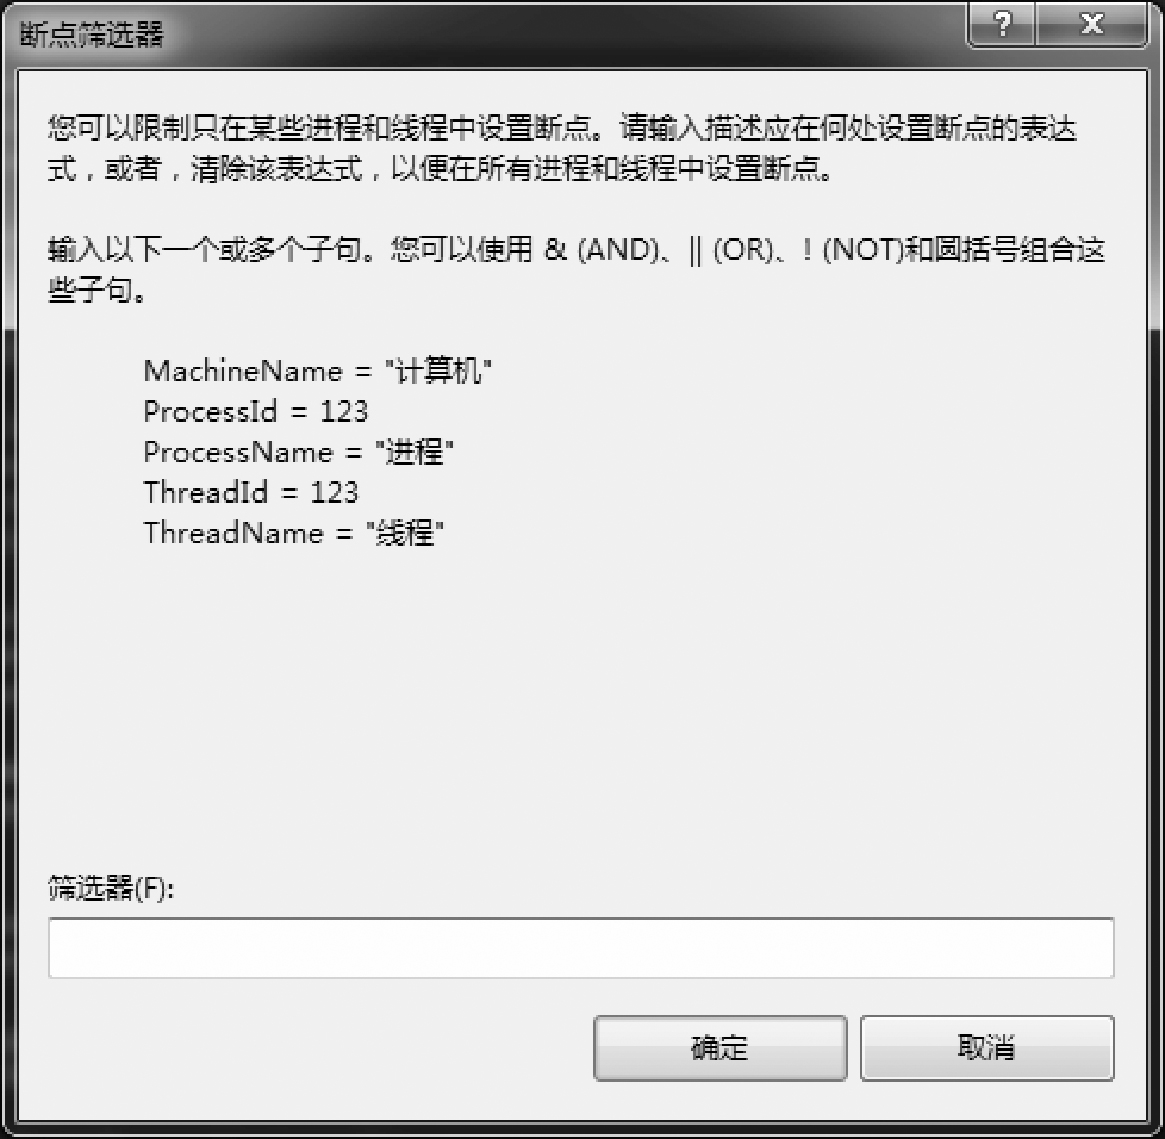 断点筛选器
您可以限制只在某些进程和线程中设置断点。请输入描述应在何处设置断点的表达
式，或者，清除该表达式，以便在所有进程和线程中设置断点。
输入以下一个或多个子句。您可以使用 & (AND)、|| (OR)、! (NOT)和圆括号组合这
些子句。
MachineName = "计算机"
ProcessId = 123
ProcessName = "进程"
ThreadId = 123
ThreadName = "线程"
筛选器(F):
确定 取消